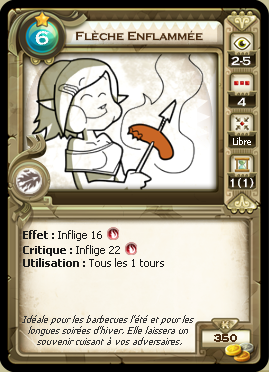 6
FLÈCHE ENFLAMMÉE
2-5
4
Libre
1(1)
Effet : Inflige 16
Critique : Inflige 22
Utilisation : Tous les 1 tours
Idéale pour les barbecues l'été et pour les
longues soirées d'hiver. Elle laissera un
souvenir cuisant à vos adversaires.
K
350